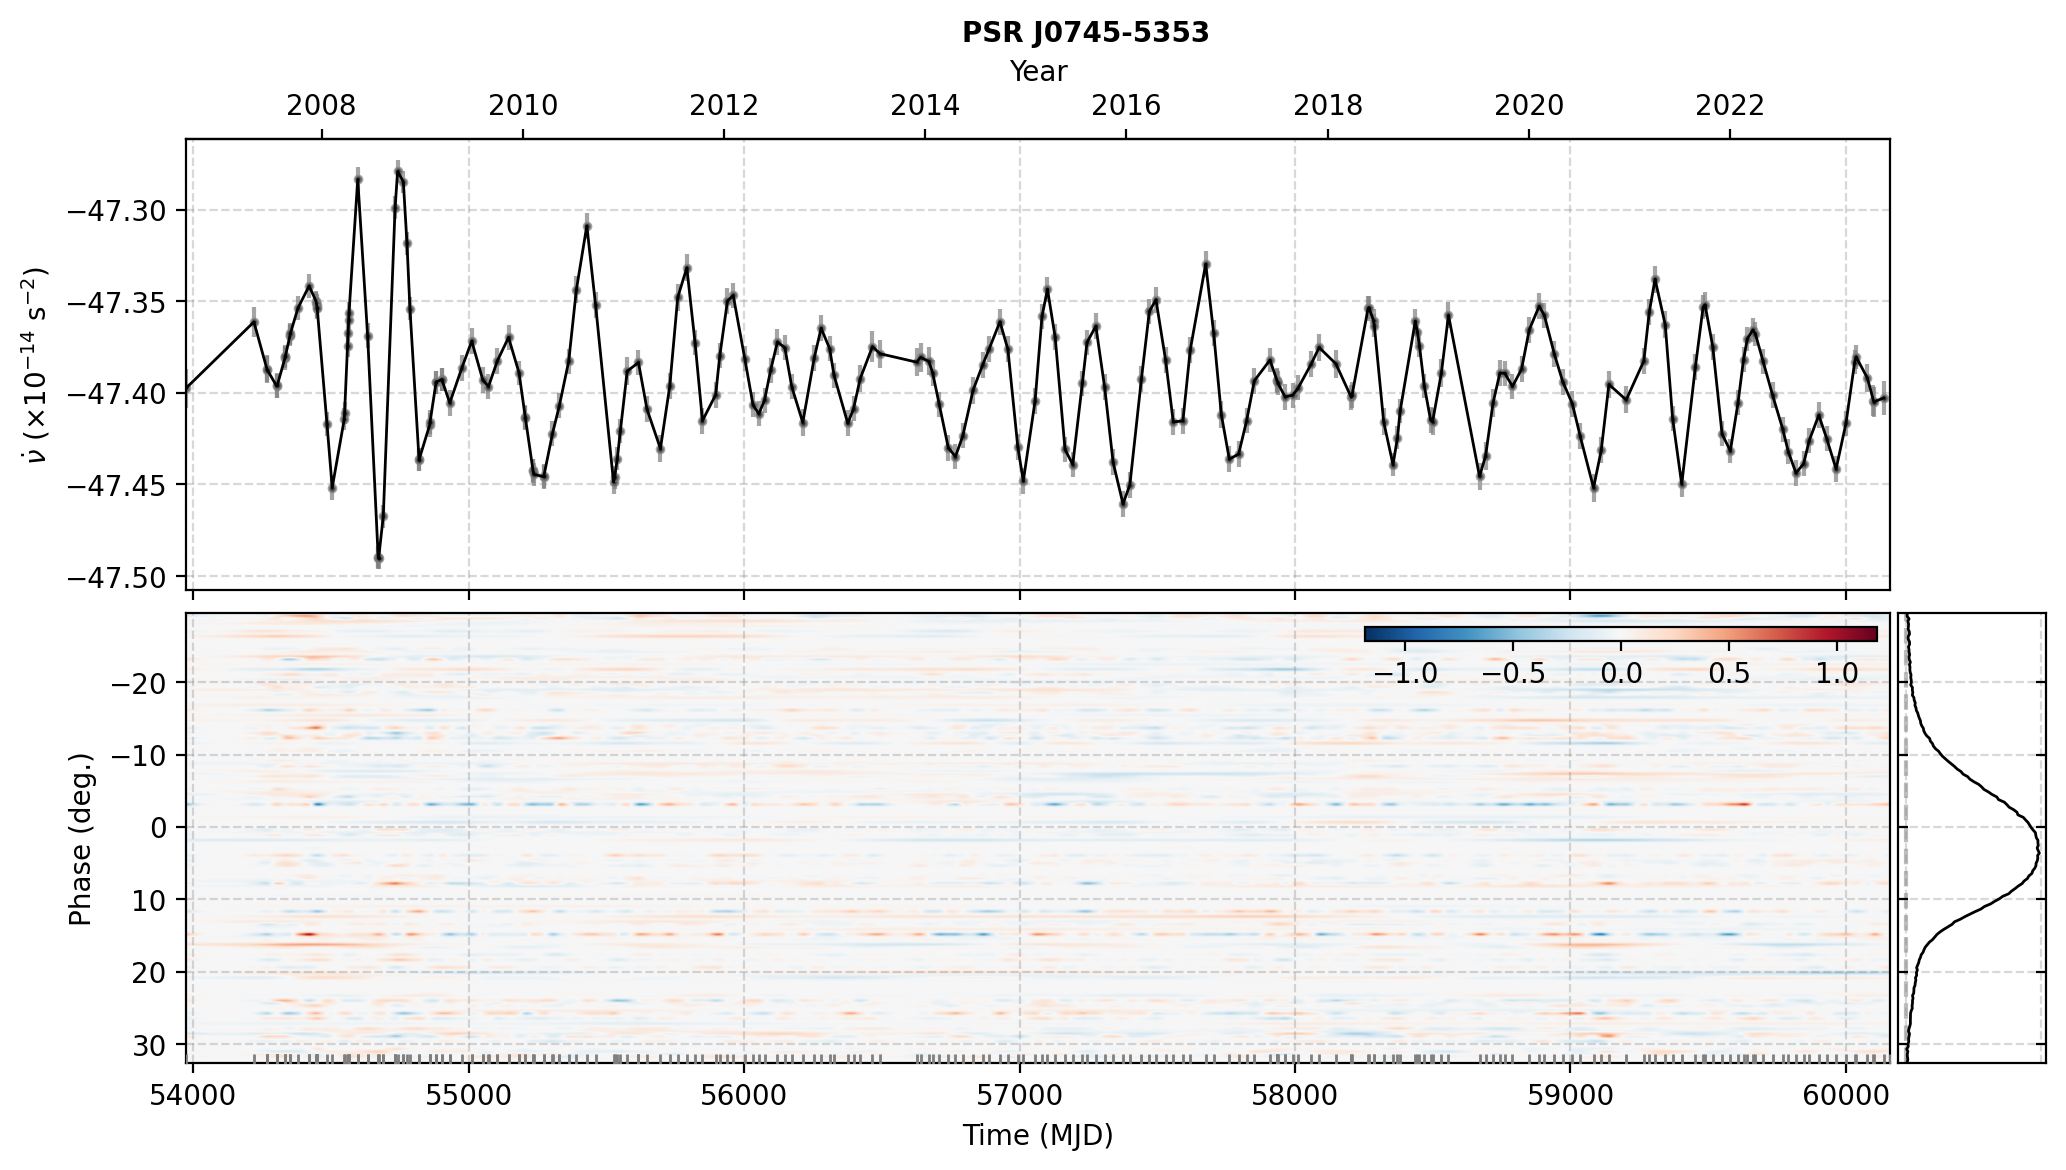 PSR J0745-5353
Year
2008 2010 2012 2014 2016 2018 2020 2022
−47.30
−47.35
−47.40
−47.45
−47.50
ν̇ (×10⁻¹⁴ s⁻²)
−1.0 −0.5 0.0 0.5 1.0
−20
−10
0
10
20
30
Phase (deg.)
54000 55000 56000 57000 58000 59000 60000
Time (MJD)